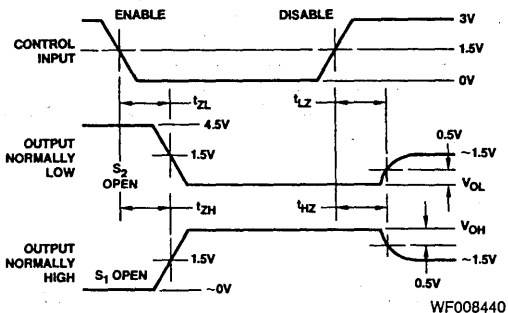 ENABLE
DISABLE
3V
CONTROL
INPUT
1.5V
0V
tZL
tLZ
4.5V
0.5V
OUTPUT
NORMALLY
LOW
1.5V
~1.5V
S2
OPEN
VOL
tZH
tHZ
VOH
OUTPUT
NORMALLY
HIGH
S1 OPEN
1.5V
~1.5V
~0V
0.5V
WF008440